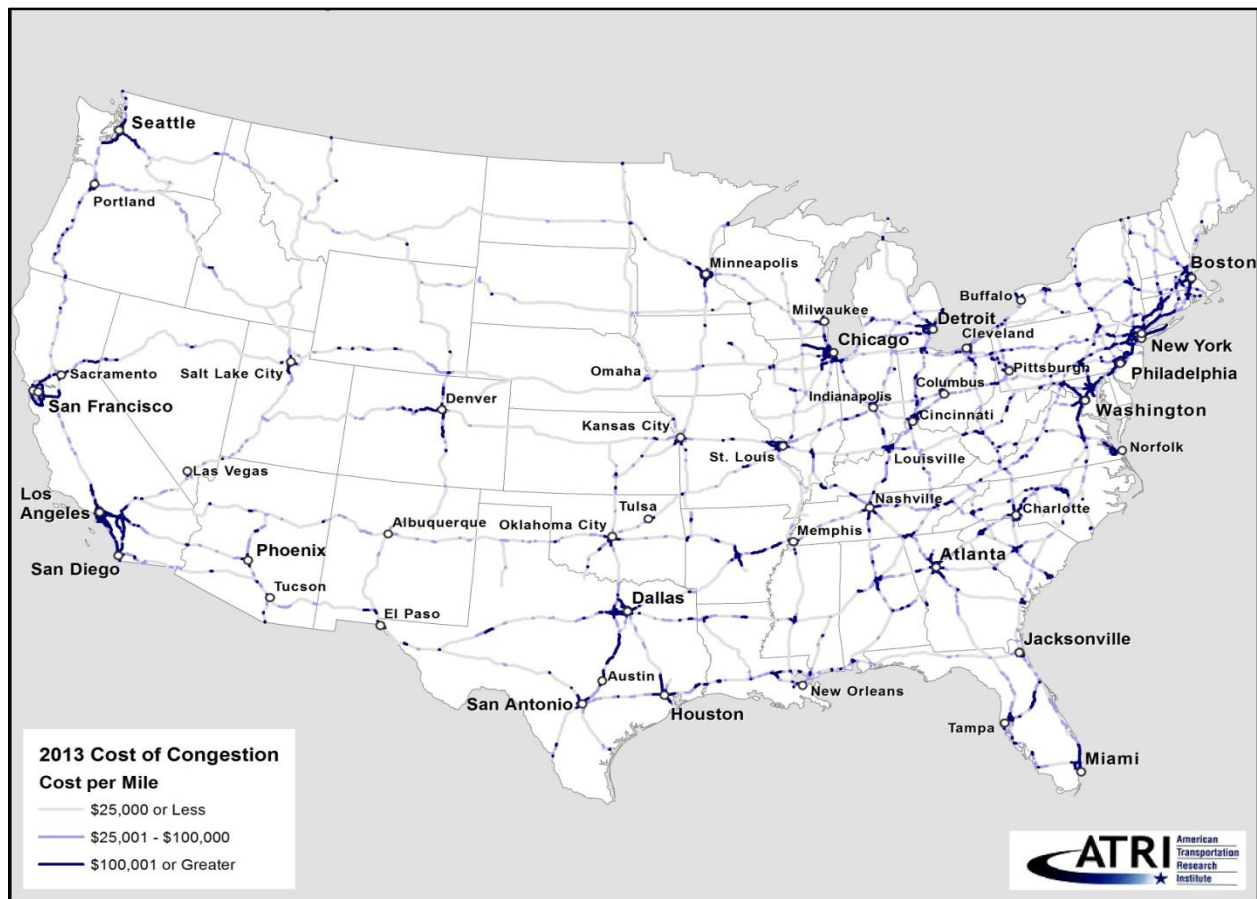 Seattle
Portland
Minneapolis
Boston
Buffalo
Milwaukee
Detroit
Cleveland
Chicago
New York
Sacramento
Salt Lake City
Omaha
Pittsburgh
Philadelphia
Columbus
San Francisco
Denver
Indianapolis
Washington
Cincinnati
Kansas City
St. Louis
Louisville
Norfolk
Las Vegas
Los
Angeles
Nashville
Tulsa
Charlotte
Albuquerque
Oklahoma City
Memphis
Phoenix
Atlanta
San Diego
Tucson
Dallas
El Paso
Jacksonville
Austin
New Orleans
San Antonio
Houston
Tampa
Miami
2013 Cost of Congestion
Cost per Mile
$25,000 or Less
$25,001 - $100,000
$100,001 or Greater
ATRI
American
Transportation
Research
Institute